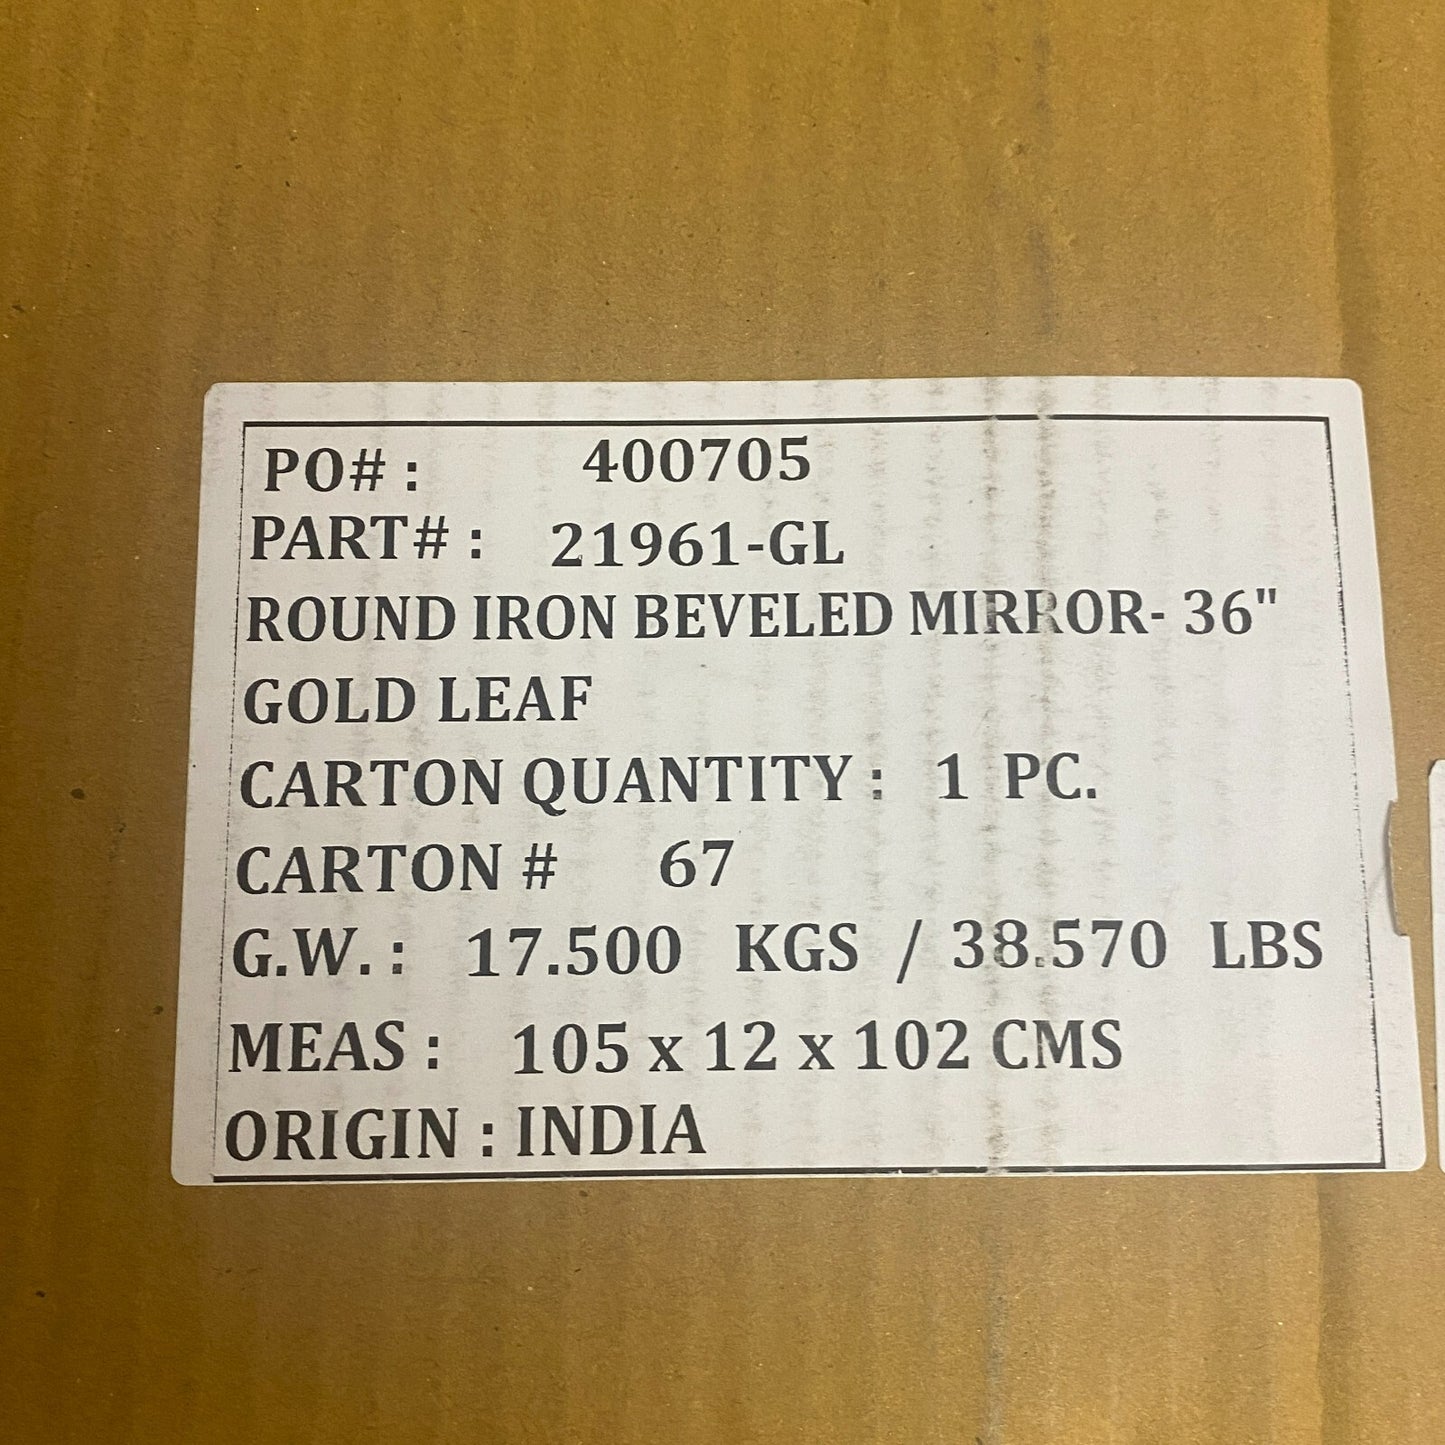 PO# : 400705
PART# : 21961-GL
ROUND IRON BEVELED MIRROR- 36"
GOLD LEAF
CARTON QUANTITY : 1 PC.
CARTON # 67
G.W. : 17.500 KGS / 38.570 LBS
MEAS : 105 x 12 x 102 CMS
ORIGIN : INDIA